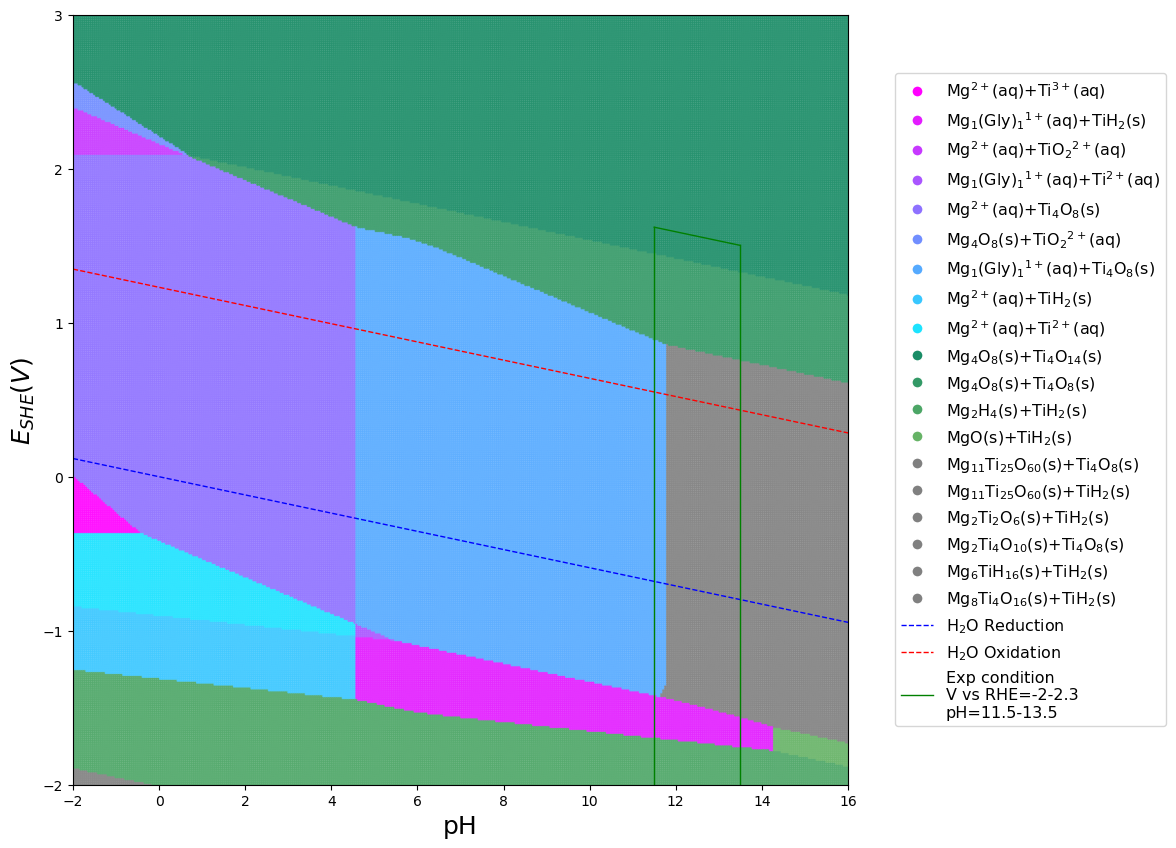 3
2
1
0
−1
−2
E_SHE(V)
−2 0 2 4 6 8 10 12 14 16
pH
Mg²⁺(aq)+Ti³⁺(aq)
Mg₁(Gly)₁¹⁺(aq)+TiH₂(s)
Mg²⁺(aq)+TiO₂²⁺(aq)
Mg₁(Gly)₁¹⁺(aq)+Ti²⁺(aq)
Mg²⁺(aq)+Ti₄O₈(s)
Mg₄O₈(s)+TiO₂²⁺(aq)
Mg₁(Gly)₁¹⁺(aq)+Ti₄O₈(s)
Mg²⁺(aq)+TiH₂(s)
Mg²⁺(aq)+Ti²⁺(aq)
Mg₄O₈(s)+Ti₄O₁₄(s)
Mg₄O₈(s)+Ti₄O₈(s)
Mg₂H₄(s)+TiH₂(s)
MgO(s)+TiH₂(s)
Mg₁₁Ti₂₅O₆₀(s)+Ti₄O₈(s)
Mg₁₁Ti₂₅O₆₀(s)+TiH₂(s)
Mg₂Ti₂O₆(s)+TiH₂(s)
Mg₂Ti₄O₁₀(s)+Ti₄O₈(s)
Mg₆TiH₁₆(s)+TiH₂(s)
Mg₈Ti₄O₁₆(s)+TiH₂(s)
H₂O Reduction
H₂O Oxidation
Exp condition
V vs RHE=-2-2.3
pH=11.5-13.5